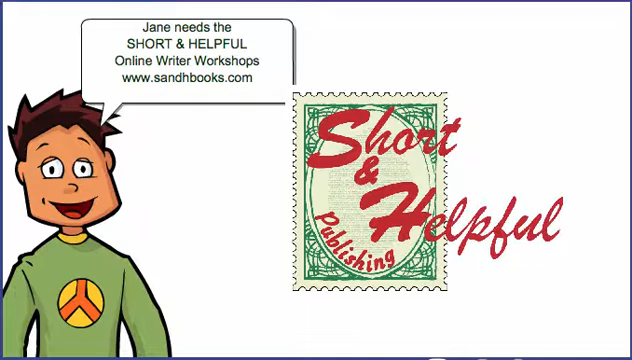 Jane needs the
SHORT & HELPFUL
Online Writer Workshops
www.sandhbooks.com
Short
&
Helpful
Publishing